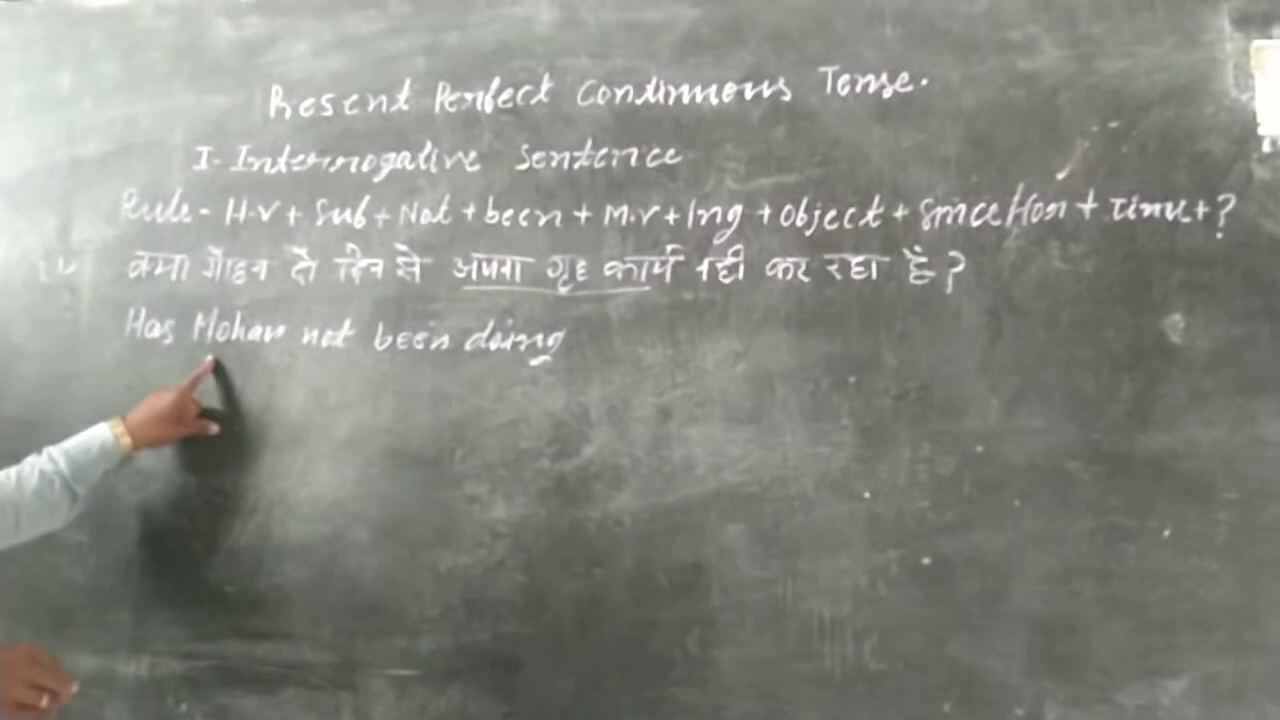 Present Perfect Continuous Tense.
I. Interrogative Sentence
Rule - H.V + Sub + Not + been + M.V + Ing + object + Since/for + time + ?
क्या मोहन दो दिन से अपना गृह कार्य नहीं कर रहा है ?
Has Mohan not been doing